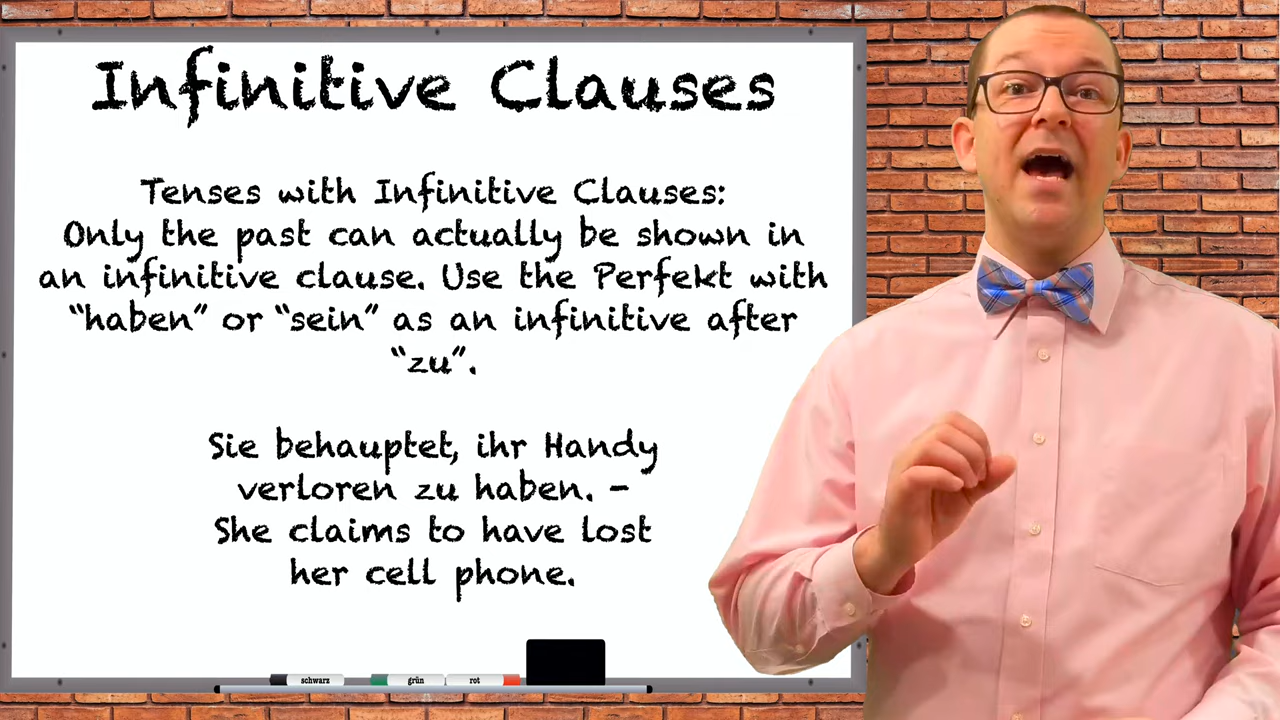 Infinitive Clauses
Tenses with Infinitive Clauses:
Only the past can actually be shown in
an infinitive clause. Use the Perfekt with
“haben” or “sein” as an infinitive after
“zu”.
Sie behauptet, ihr Handy
verloren zu haben. –
She claims to have lost
her cell phone.
schwarz
grün
rot